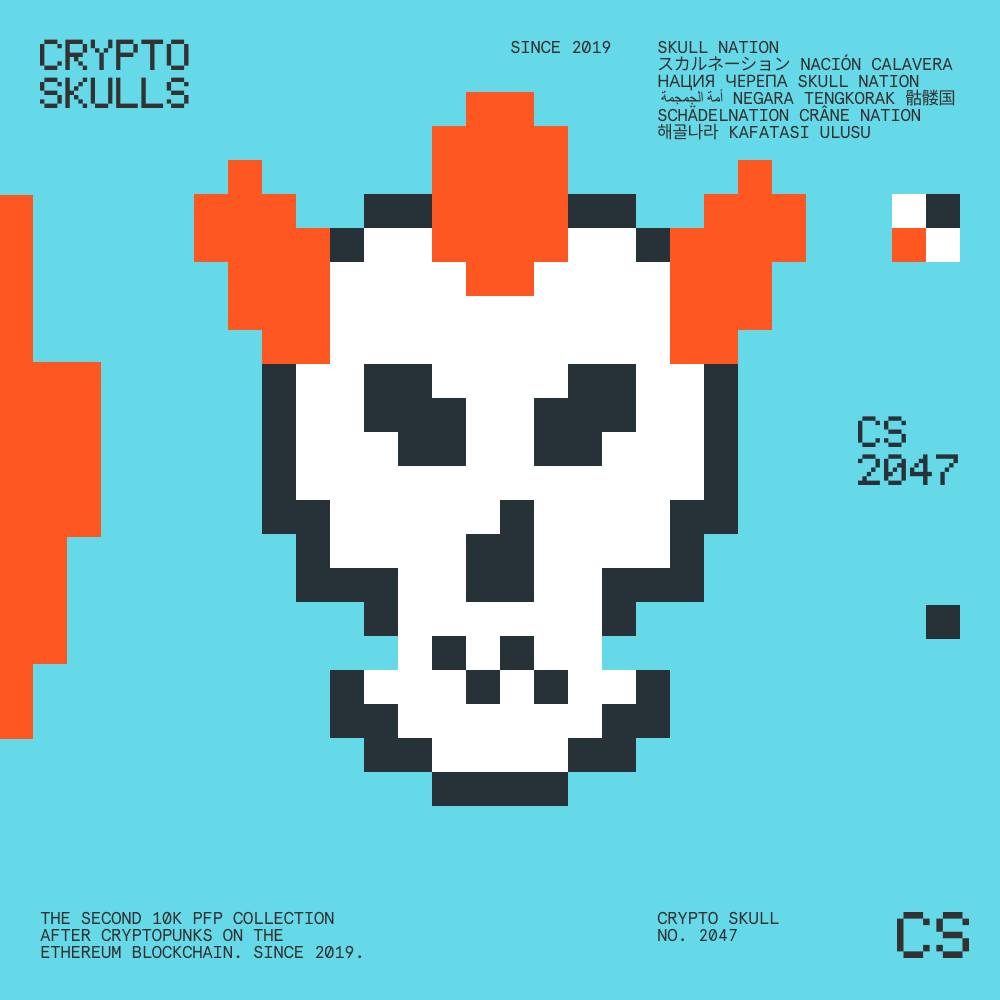 CRYPTO
SKULLS
SINCE 2019
SKULL NATION
スカルネーション NACIÓN CALAVERA
НАЦИЯ ЧЕРЕПА SKULL NATION
أمة الجمجمة NEGARA TENGKORAK 骷髅国
SCHÄDELNATION CRÂNE NATION
해골나라 KAFATASI ULUSU
CS
2047
THE SECOND 10K PFP COLLECTION
AFTER CRYPTOPUNKS ON THE
ETHEREUM BLOCKCHAIN. SINCE 2019.
CRYPTO SKULL
NO. 2047
CS